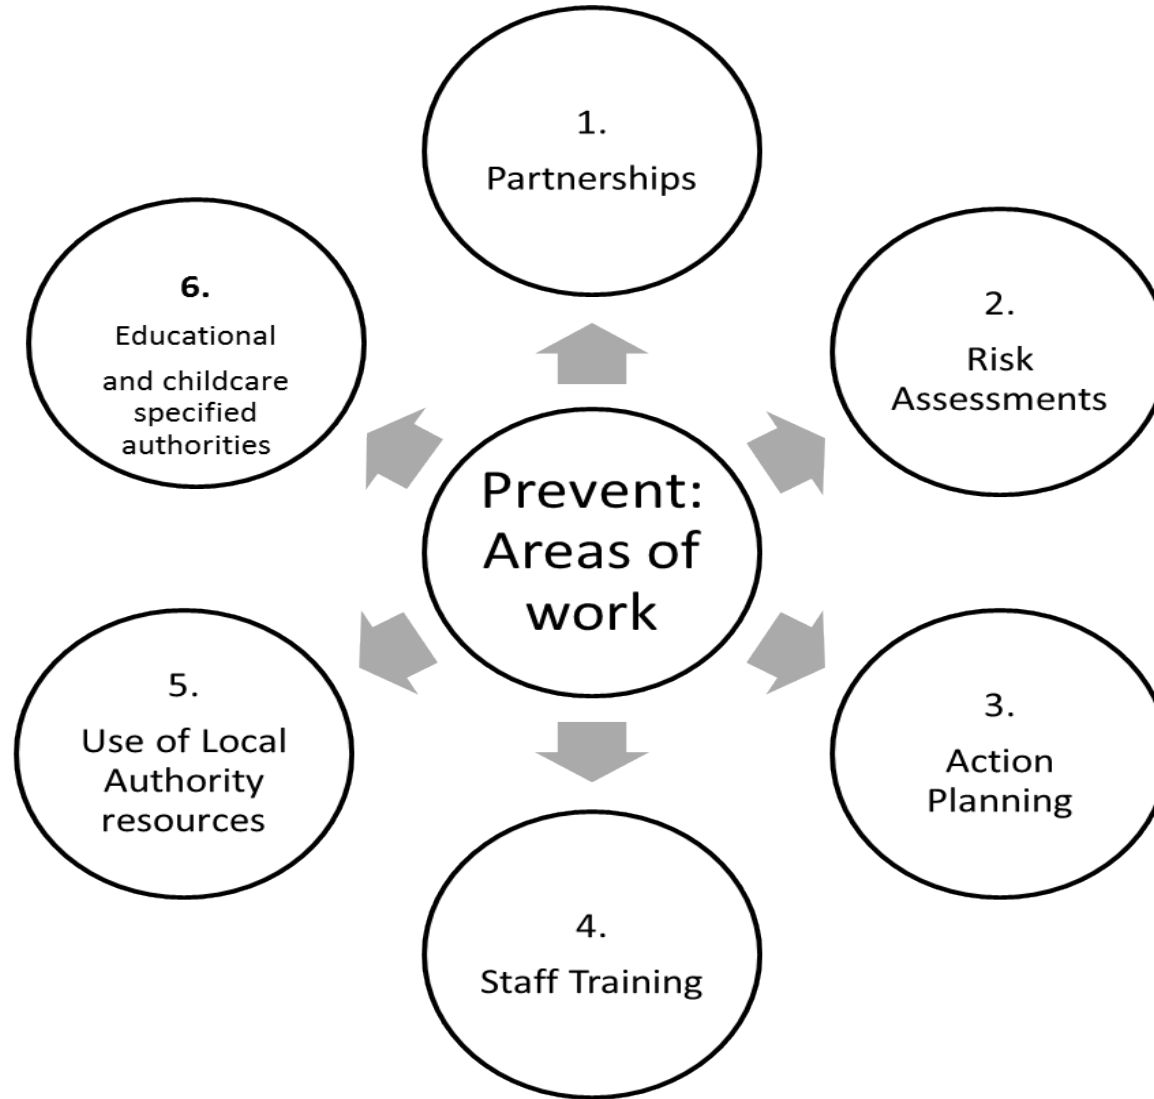 1.
Partnerships
2.
Risk
Assessments
3.
Action
Planning
4.
Staff Training
5.
Use of Local
Authority
resources
6.
Educational
and childcare
specified
authorities
Prevent:
Areas of
work